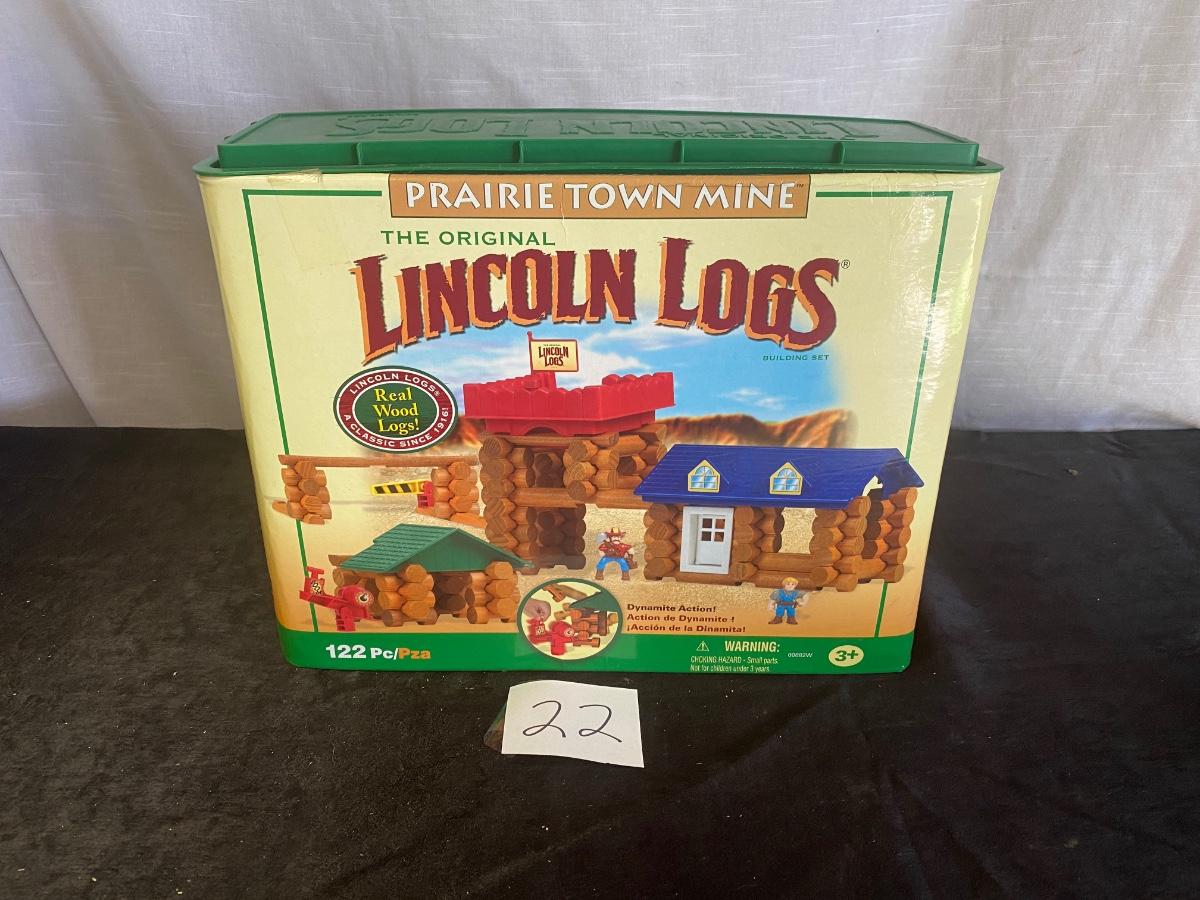 LINCOLN LOGS
PRAIRIE TOWN MINE™
THE ORIGINAL
LINCOLN LOGS®
BUILDING SET
LINCOLN LOGS
LINCOLN LOGS®
Real
Wood
Logs!
A CLASSIC SINCE 1916!
Dynamite Action!
Action de Dynamite !
¡Acción de la Dinamita!
122 Pc/Pza
⚠ WARNING:
CHOKING HAZARD - Small parts.
Not for children under 3 years.
00892W
3+
22